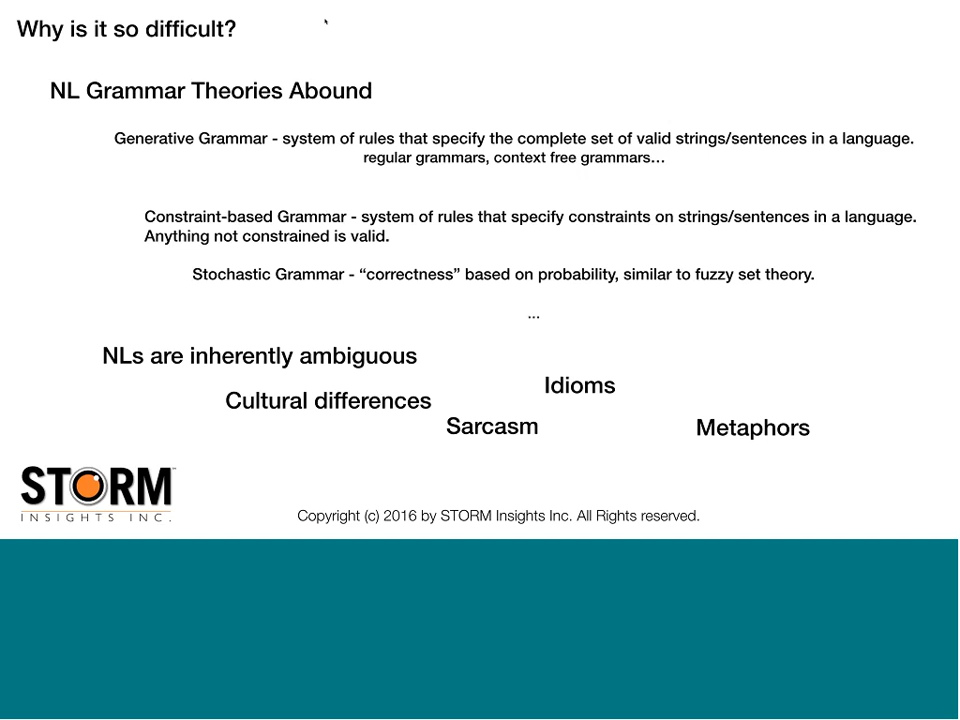 Why is it so difficult?
NL Grammar Theories Abound
Generative Grammar - system of rules that specify the complete set of valid strings/sentences in a language.
regular grammars, context free grammars…
Constraint-based Grammar - system of rules that specify constraints on strings/sentences in a language.
Anything not constrained is valid.
Stochastic Grammar - “correctness” based on probability, similar to fuzzy set theory.
...
NLs are inherently ambiguous
Idioms
Cultural differences
Sarcasm
Metaphors
STORM™
INSIGHTS INC.
Copyright (c) 2016 by STORM Insights Inc. All Rights reserved.